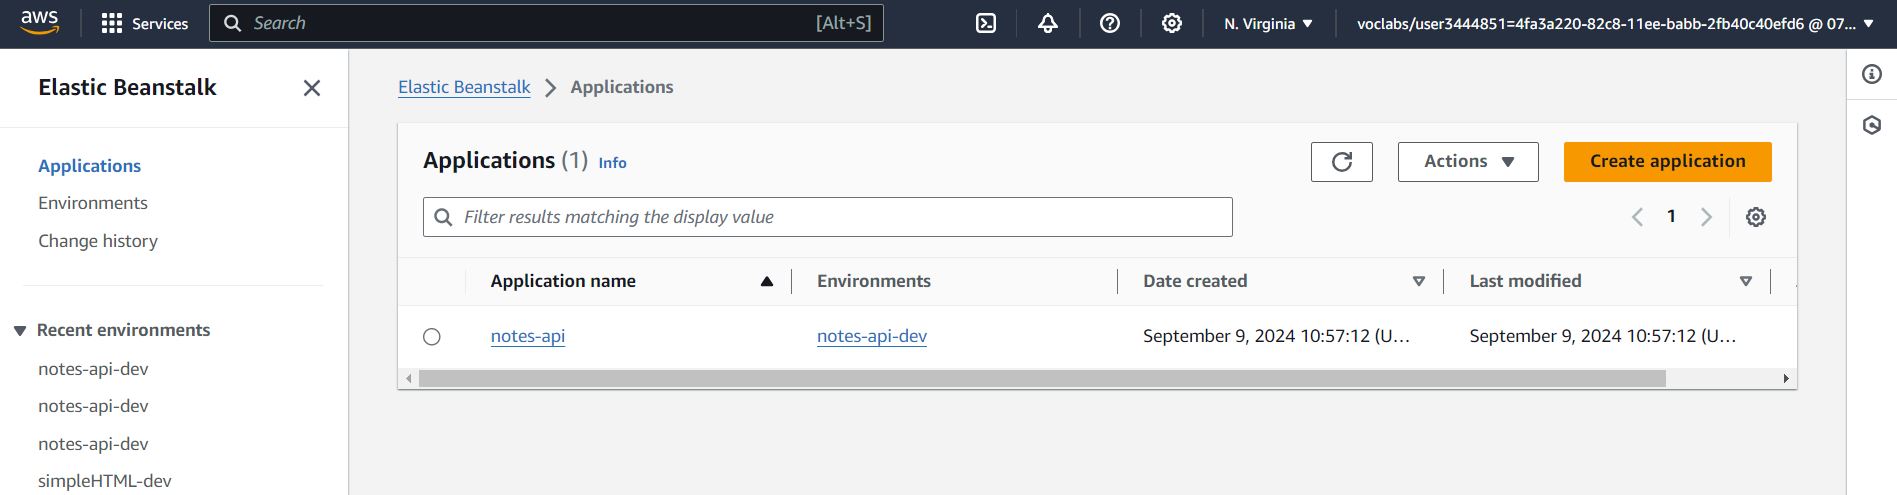 aws
Services
Search
[Alt+S]
N. Virginia
voclabs/user3444851=4fa3a220-82c8-11ee-babb-2fb40c40efd6 @ 07...
Elastic Beanstalk
Applications
Environments
Change history
Recent environments
notes-api-dev
notes-api-dev
notes-api-dev
simpleHTML-dev
Elastic Beanstalk > Applications
Applications (1) Info
Actions
Create application
Filter results matching the display value
1
Application name Environments Date created Last modified
notes-api notes-api-dev September 9, 2024 10:57:12 (U... September 9, 2024 10:57:12 (U...